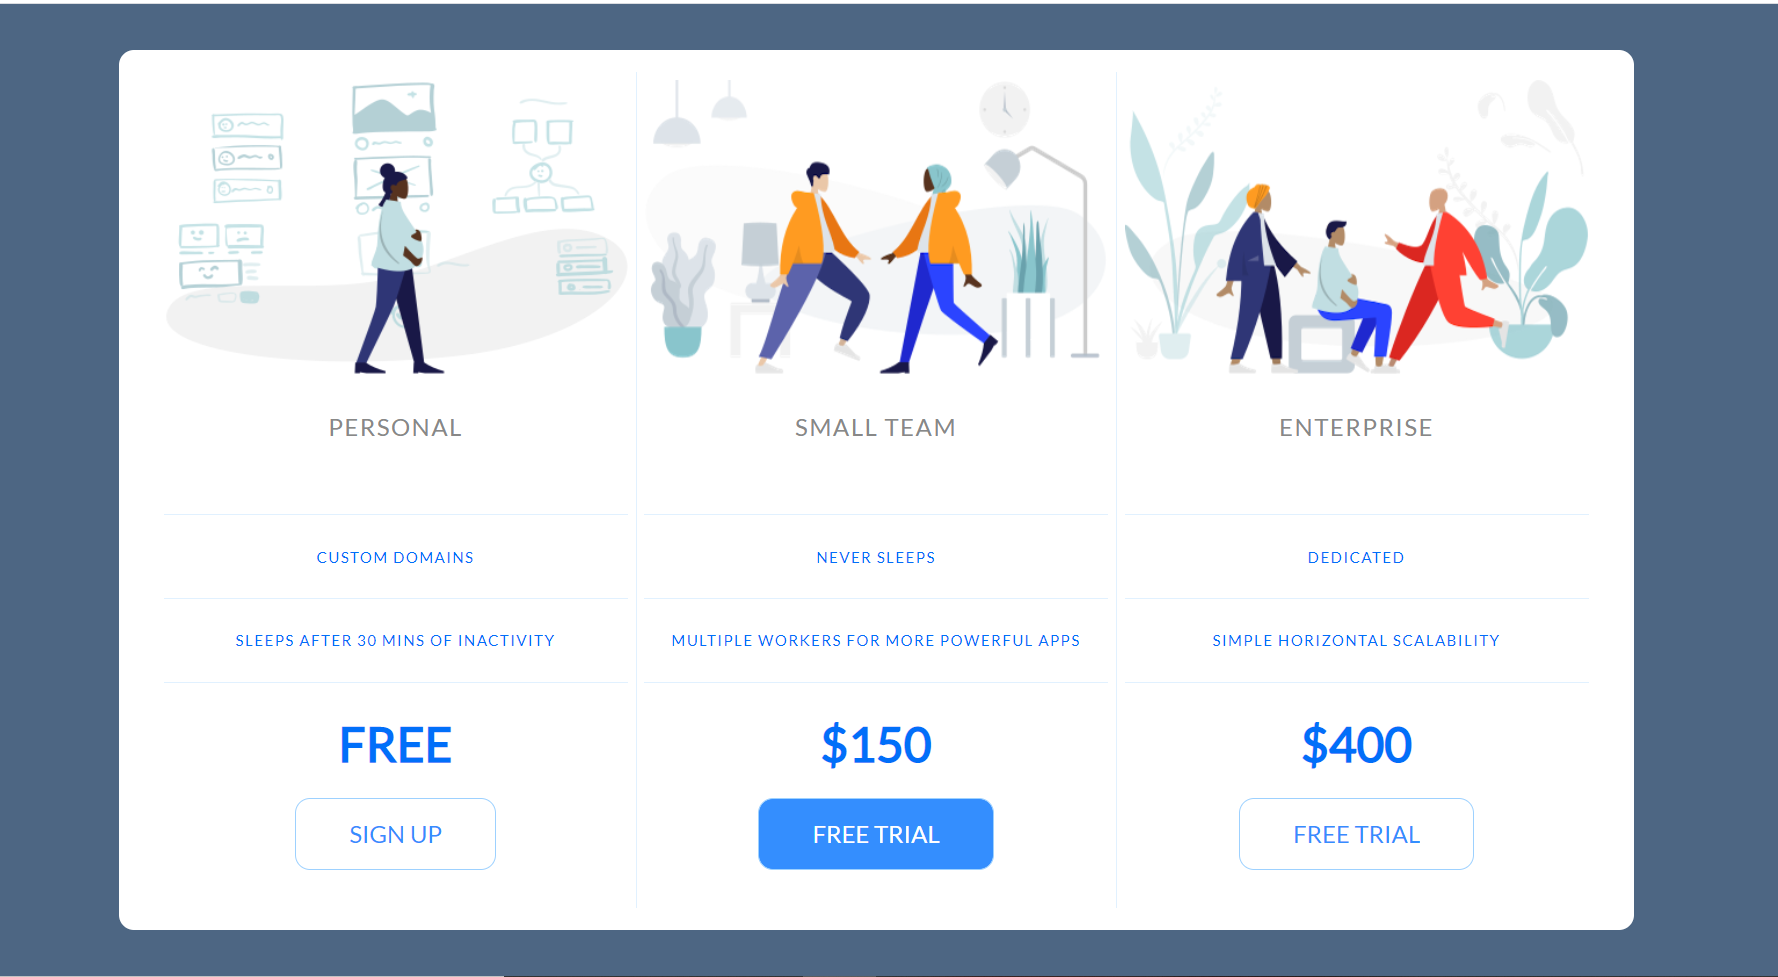 PERSONAL
CUSTOM DOMAINS
SLEEPS AFTER 30 MINS OF INACTIVITY
FREE
SIGN UP
SMALL TEAM
NEVER SLEEPS
MULTIPLE WORKERS FOR MORE POWERFUL APPS
$150
FREE TRIAL
ENTERPRISE
DEDICATED
SIMPLE HORIZONTAL SCALABILITY
$400
FREE TRIAL